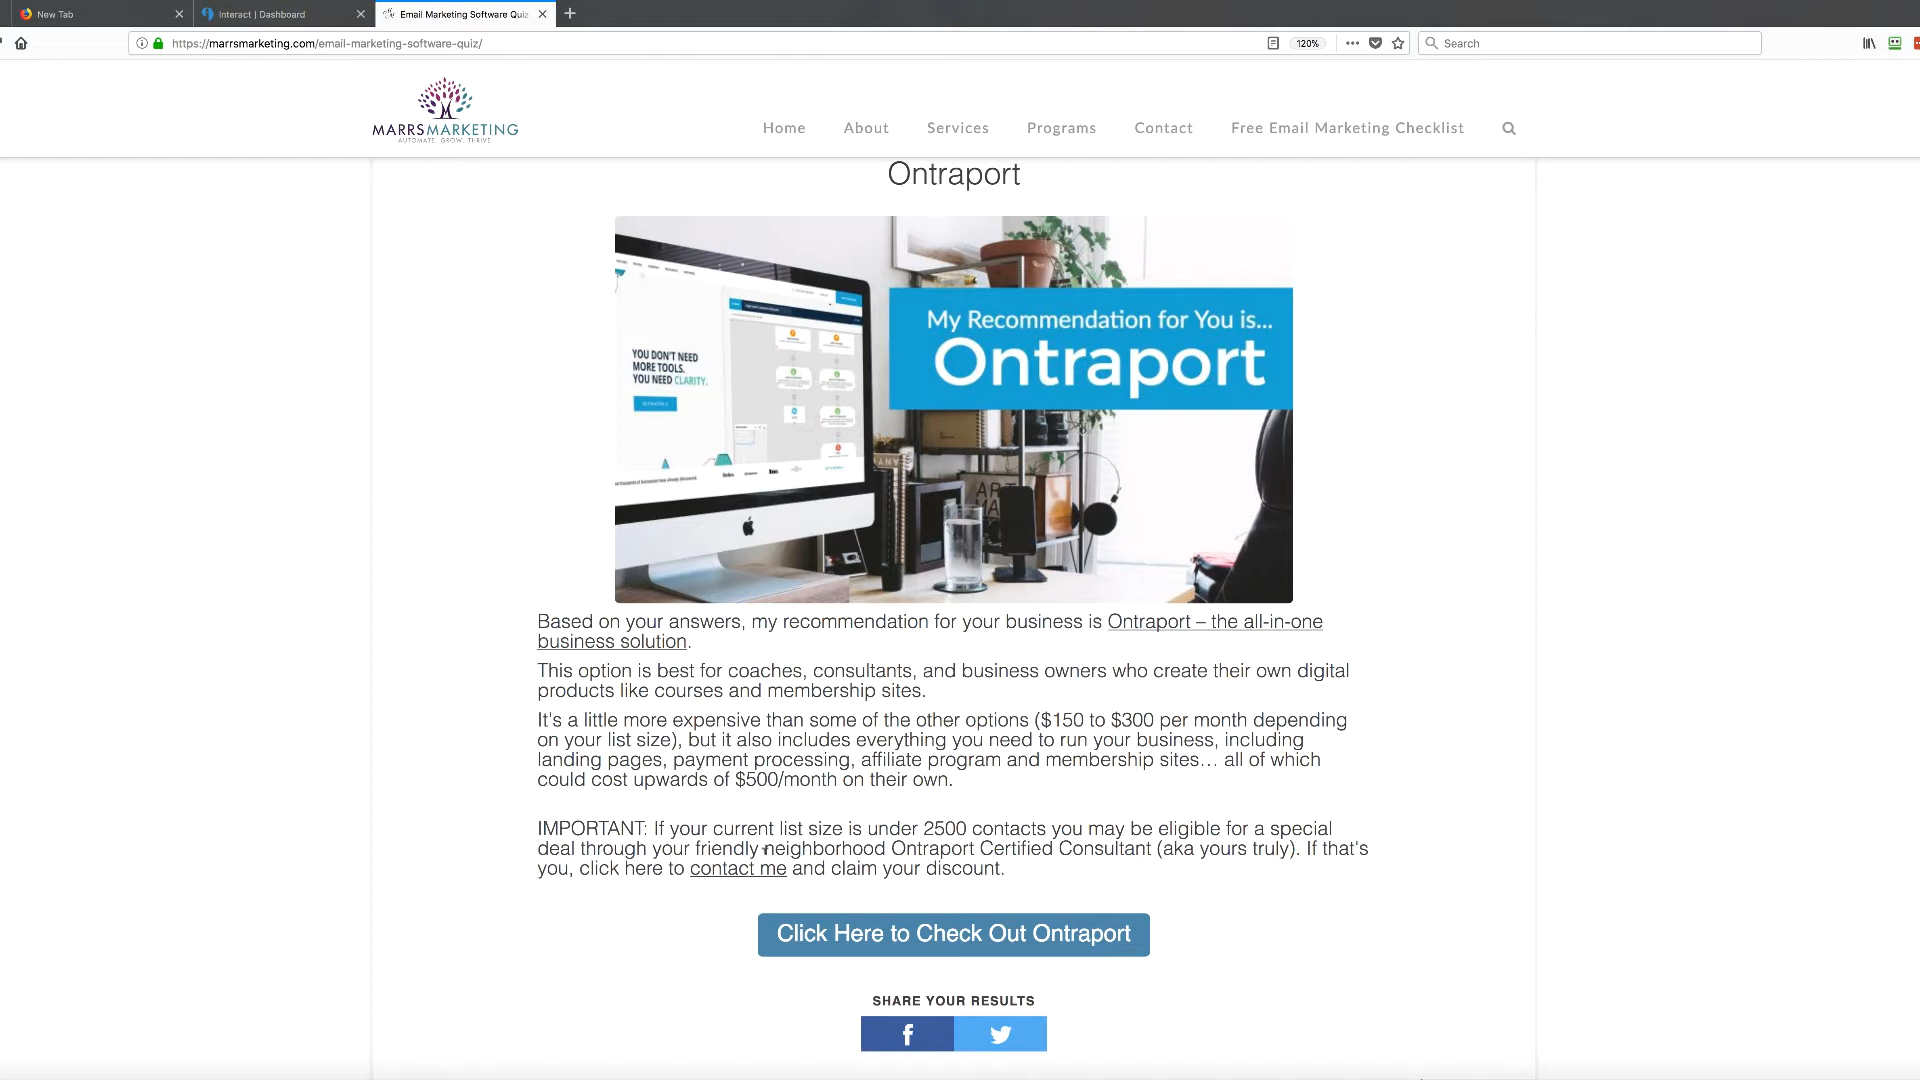 New Tab
Interact | Dashboard
Email Marketing Software Quiz
https://marrsmarketing.com/email-marketing-software-quiz/
120%
Search
MARRSMARKETING
AUTOMATE. GROW. THRIVE.
Home
About
Services
Programs
Contact
Free Email Marketing Checklist
Ontraport
YOU DON'T NEED
MORE TOOLS.
YOU NEED CLARITY.
My Recommendation for You is...
Ontraport
Based on your answers, my recommendation for your business is Ontraport – the all-in-one
business solution.
This option is best for coaches, consultants, and business owners who create their own digital
products like courses and membership sites.
It's a little more expensive than some of the other options ($150 to $300 per month depending
on your list size), but it also includes everything you need to run your business, including
landing pages, payment processing, affiliate program and membership sites… all of which
could cost upwards of $500/month on their own.
IMPORTANT: If your current list size is under 2500 contacts you may be eligible for a special
deal through your friendly neighborhood Ontraport Certified Consultant (aka yours truly). If that's
you, click here to contact me and claim your discount.
Click Here to Check Out Ontraport
SHARE YOUR RESULTS